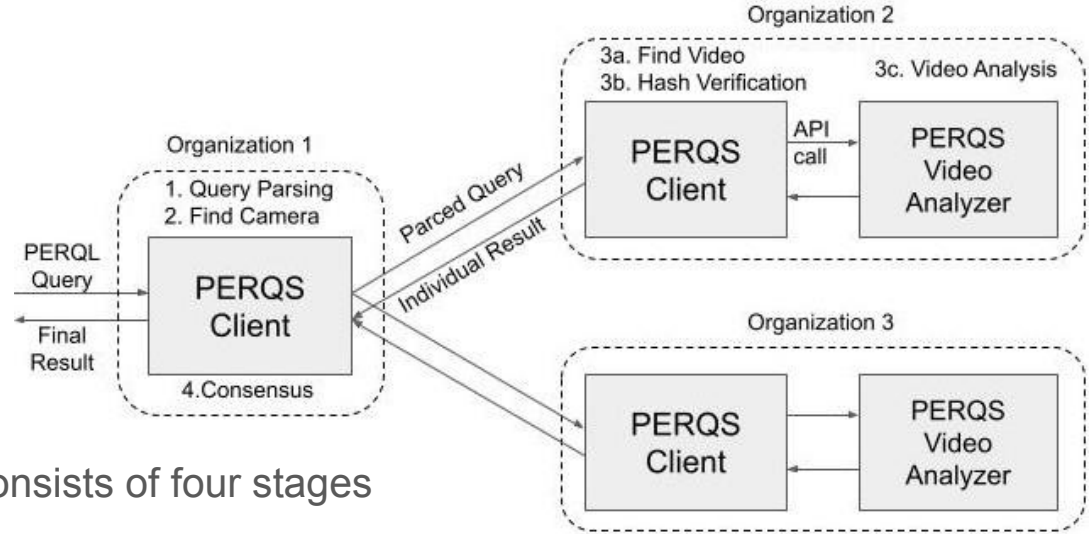 Organization 2
3a. Find Video
3b. Hash Verification
3c. Video Analysis
PERQS
Client
API
call
PERQS
Video
Analyzer
Organization 1
1. Query Parsing
2. Find Camera
PERQL
Query
Final
Result
PERQS
Client
4.Consensus
Parced Query
Individual Result
Organization 3
PERQS
Client
PERQS
Video
Analyzer
onsists of four stages